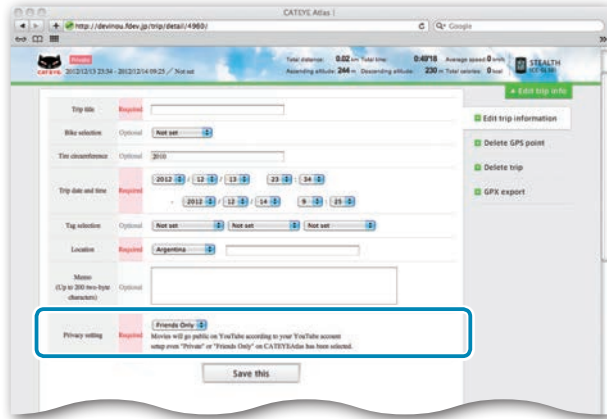 CATEYE Atlas |
http://devinou.fdev.jp/trip/detail/4960/
Google
Private
CATEYE
2012/12/13 23:34 - 2012/12/14 09:25 / Not set
Total distance: 0.02 km Total time: 0:49'18 Average speed: 0 km/h
Ascending altitude: 244 m Descending altitude: 230 m Total calories: 0 kcal
STEALTH
+ Edit trip info
Trip title Required
Edit trip information
Bike selection Optional Not set
Delete GPS point
Tire circumference Optional 2010
Delete trip
Trip date and time Required 2012 / 12 / 13 23 : 34
- 2012 / 12 / 14 9 : 25
GPX export
Tag selection Optional Not set Not set Not set
Location Required Argentina
Memo
(Up to 200 two-byte
characters) Optional
Privacy setting Required Friends Only
Movies will go public on YouTube according to your YouTube account
setup even "Private" or "Friends Only" on CATEYEAtlas has been selected.
Save this